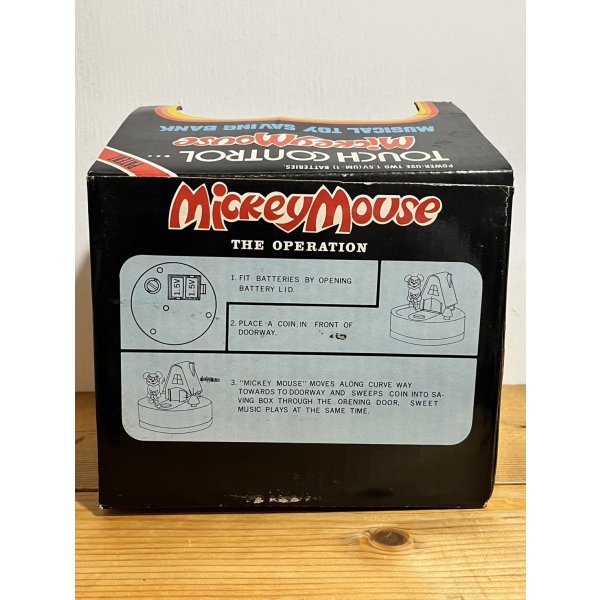 POWER:USE TWO 1.5V(UM-1) BATTERIES.
TOUCH CONTROL...
Mickey Mouse
MUSICAL TOY SAVING BANK
Mickey Mouse
THE OPERATION
1.5V 1.5V
1. FIT BATTERIES BY OPENING
BATTERY LID.
2. PLACE A COIN IN FRONT OF
DOORWAY.
3. "MICKEY MOUSE" MOVES ALONG CURVE WAY
TOWARDS TO DOORWAY AND SWEEPS COIN INTO SA-
VING BOX THROUGH THE ORENING DOOR, SWEET
MUSIC PLAYS AT THE SAME TIME.